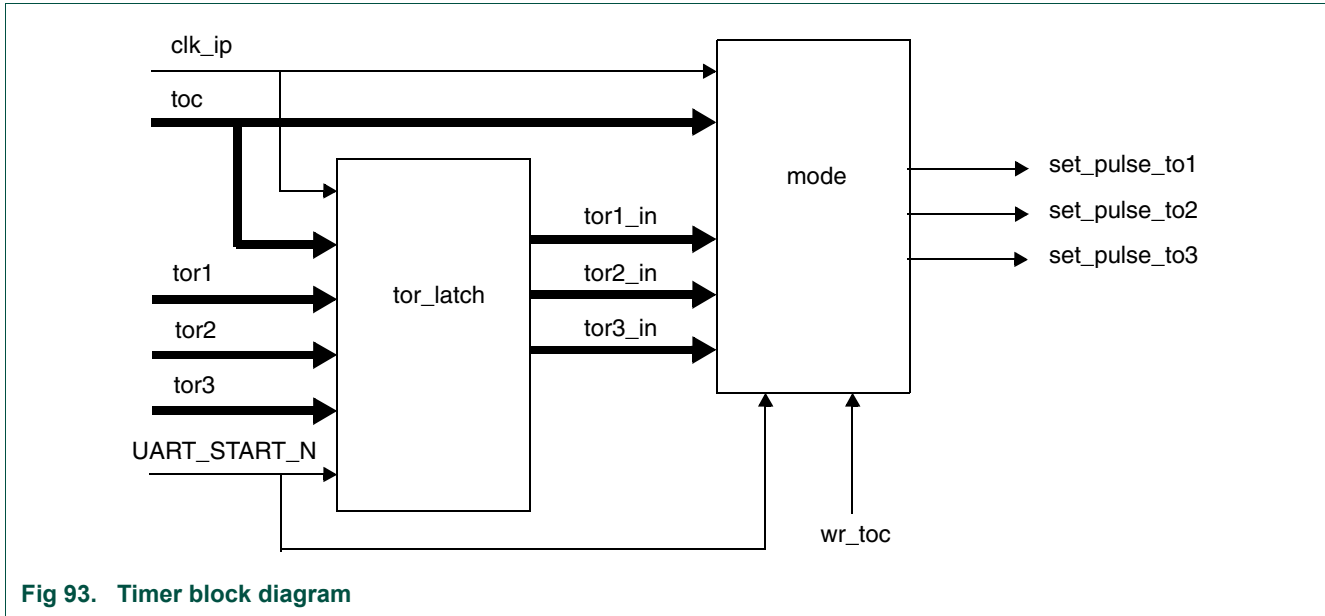 clk_ip
toc
mode
set_pulse_to1
set_pulse_to2
set_pulse_to3
tor1_in
tor2_in
tor3_in
tor_latch
tor1
tor2
tor3
UART_START_N
wr_toc
Fig 93. Timer block diagram